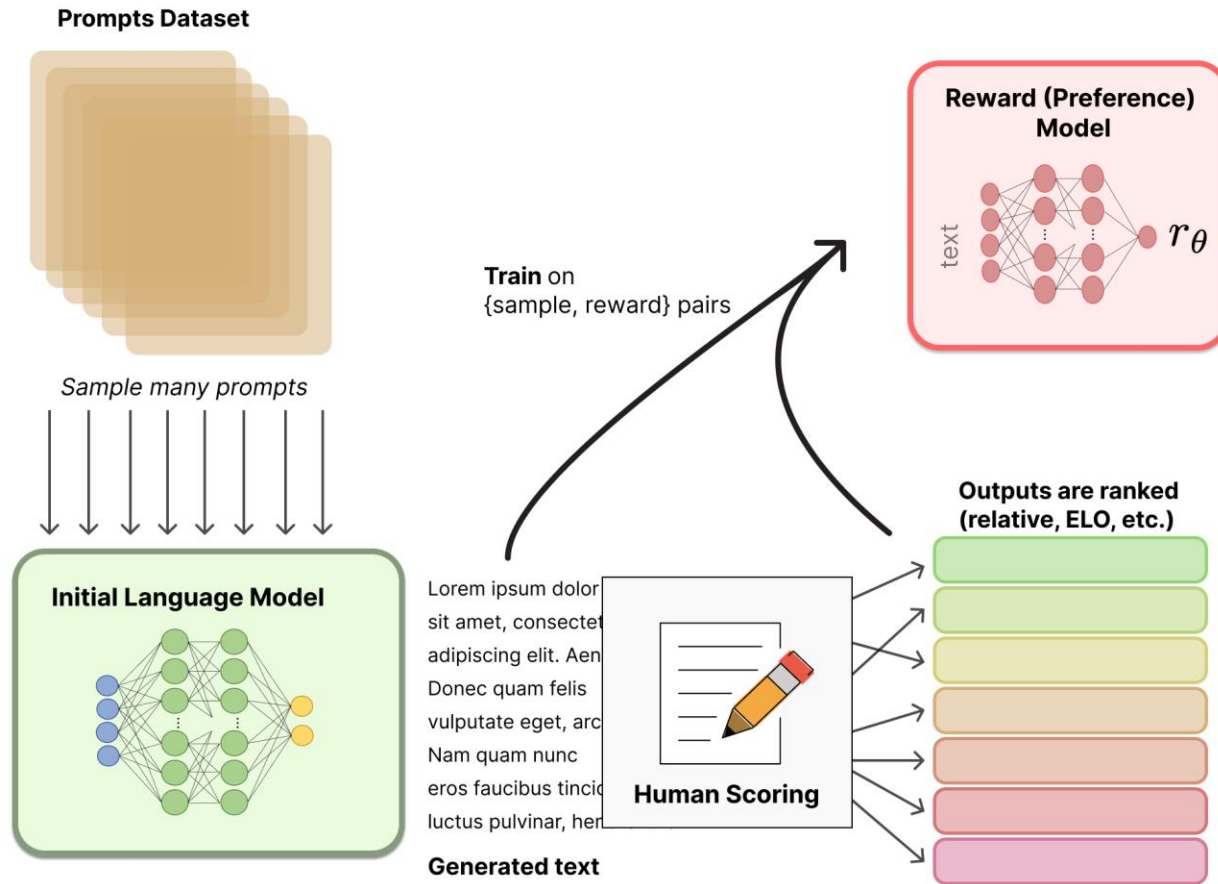 Prompts Dataset
Sample many prompts
Initial Language Model
Train on
{sample, reward} pairs
Reward (Preference)
Model
text
rθ
Lorem ipsum dolor
sit amet, consectet
adipiscing elit. Aen
Donec quam felis
vulputate eget, arc
Nam quam nunc
eros faucibus tincid
luctus pulvinar, hen
Generated text
Human Scoring
Outputs are ranked
(relative, ELO, etc.)